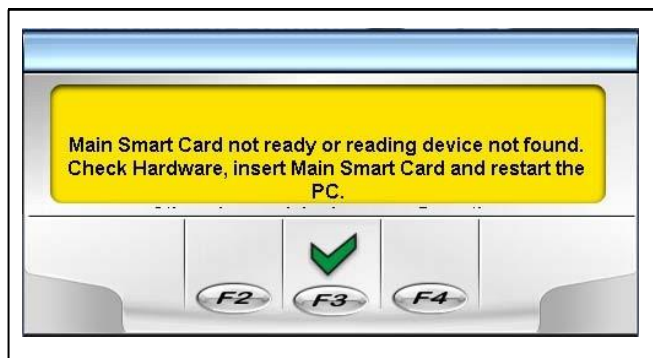 Main Smart Card not ready or reading device not found.
Check Hardware, insert Main Smart Card and restart the
PC.
F2
F3
F4